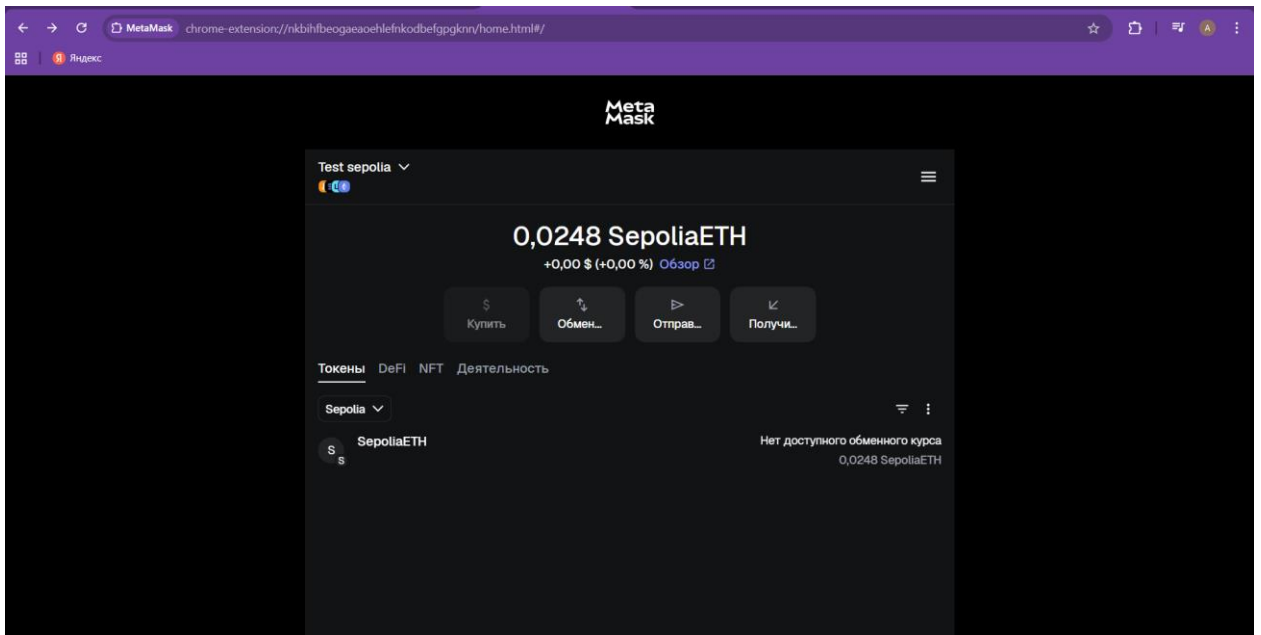 MetaMask chrome-extension://nkbihfbeogaeaoehlefnkodbefgpgknn/home.html#/
A
Я Яндекс
Meta
Mask
Test sepolia
0,0248 SepoliaETH
+0,00 $ (+0,00 %) Обзор
$
Купить Обмен... Отправ... Получи...
Токены DeFi NFT Деятельность
Sepolia
SepoliaETH Нет доступного обменного курса
S
S 0,0248 SepoliaETH